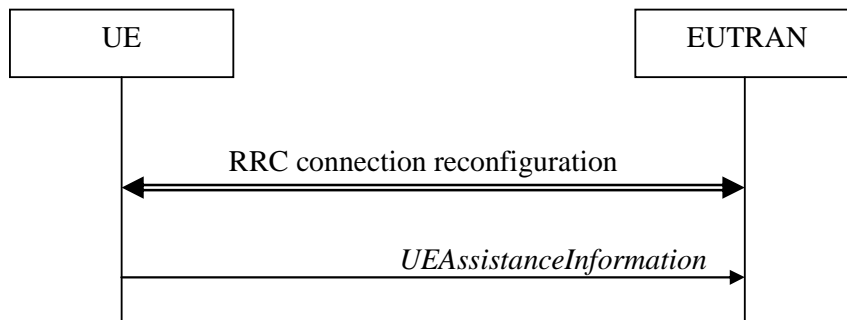 UE
EUTRAN
RRC connection reconfiguration
UEAssistanceInformation